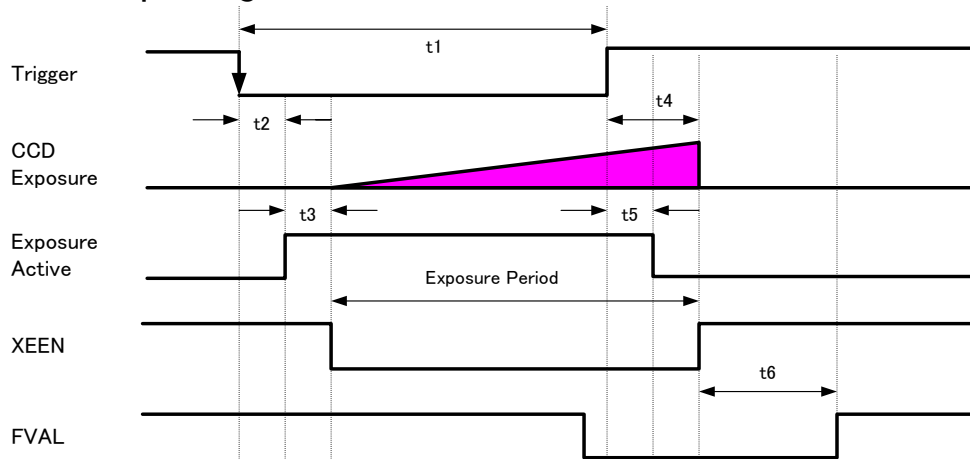 t1
Trigger
t2
t4
CCD
Exposure
t3
t5
Exposure
Active
Exposure Period
XEEN
t6
FVAL